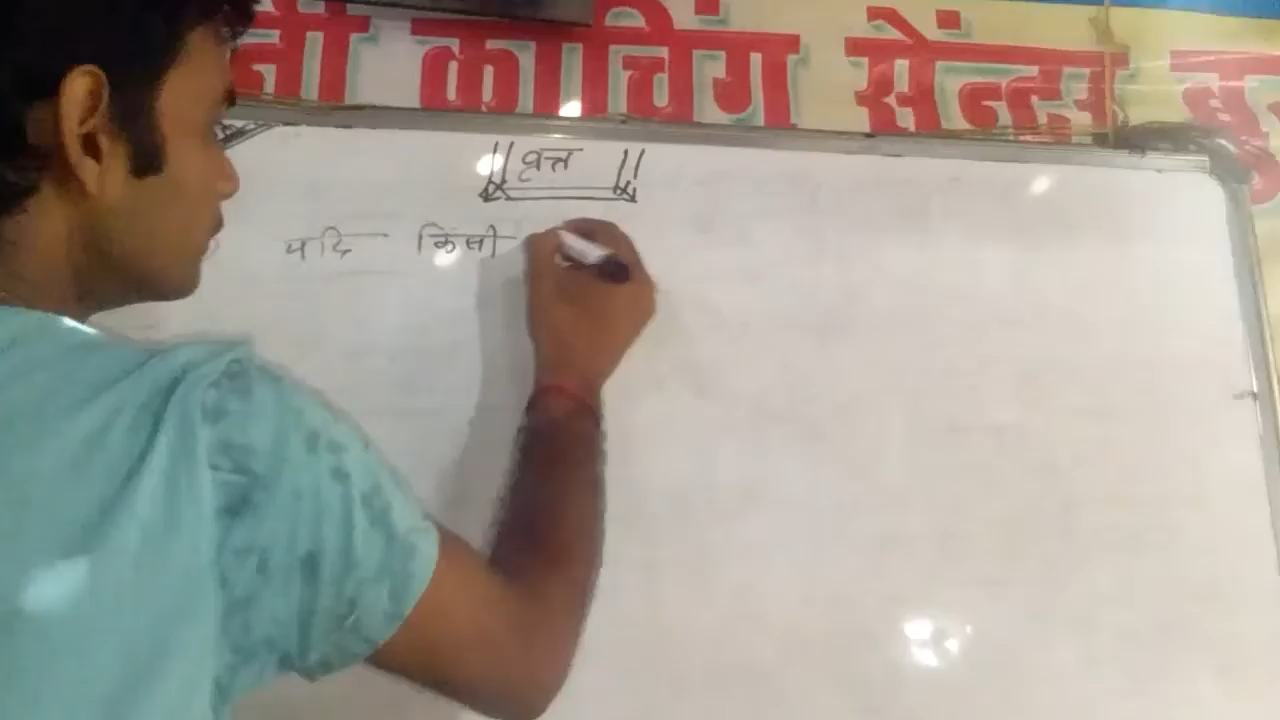 कोचिंग सेन्टर
वृत्त
यदि किसी